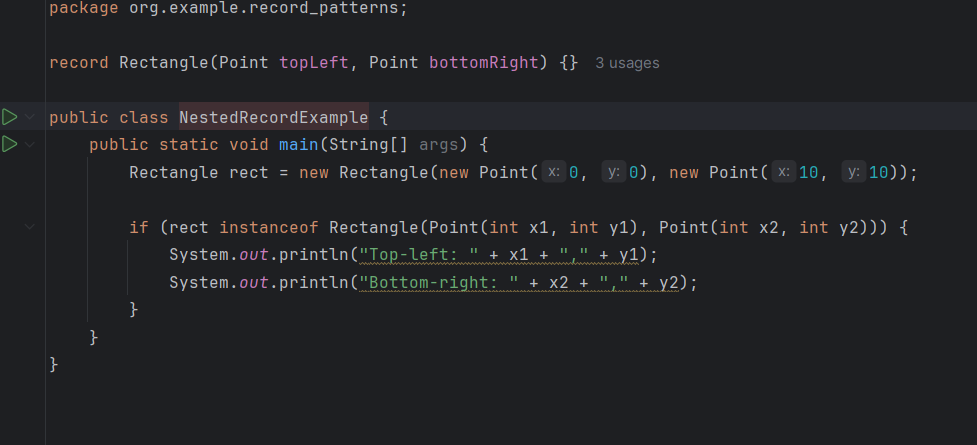 package org.example.record_patterns;
record Rectangle(Point topLeft, Point bottomRight) {} 3 usages
public class NestedRecordExample {
public static void main(String[] args) {
Rectangle rect = new Rectangle(new Point( x: 0, y: 0), new Point( x: 10, y: 10));
if (rect instanceof Rectangle(Point(int x1, int y1), Point(int x2, int y2))) {
System.out.println("Top-left: " + x1 + "," + y1);
System.out.println("Bottom-right: " + x2 + "," + y2);
}
}
}